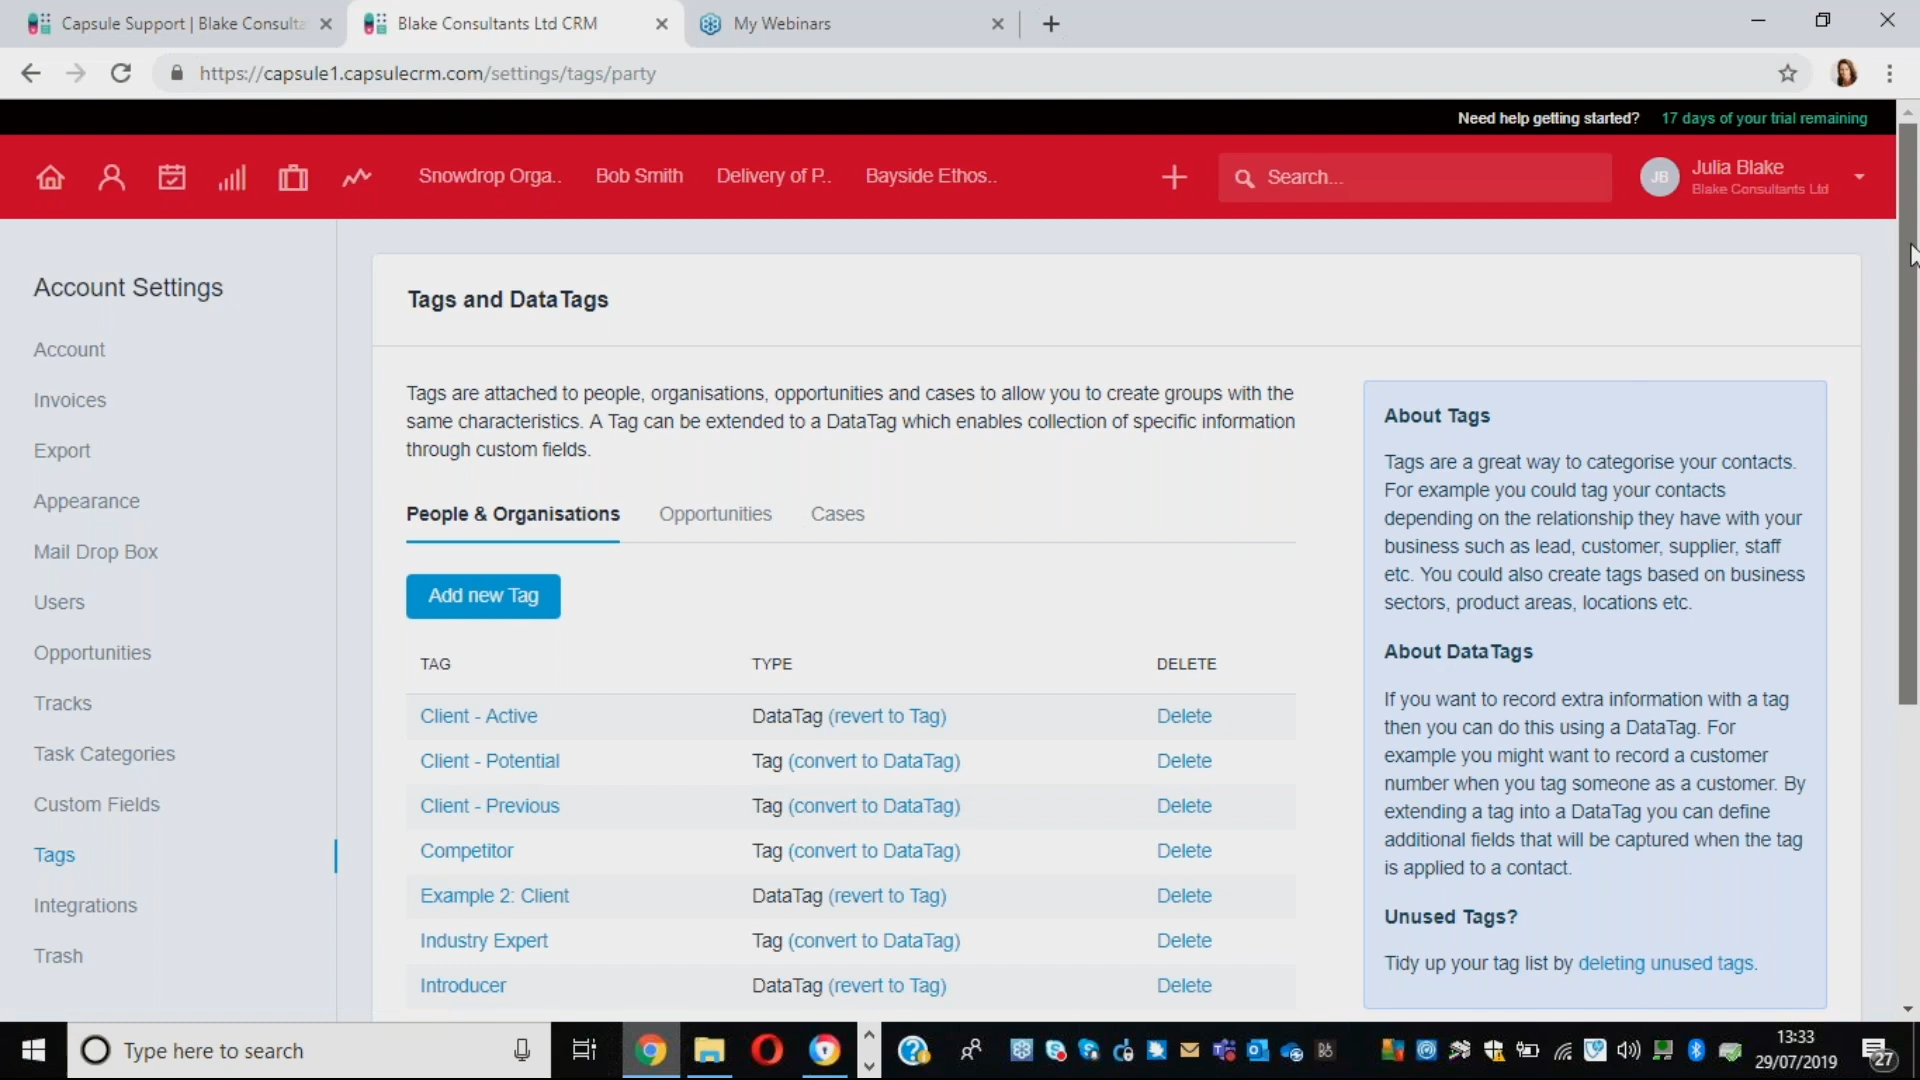 Capsule Support | Blake Consulta
Blake Consultants Ltd CRM
My Webinars
https://capsule1.capsulecrm.com/settings/tags/party
Need help getting started? 17 days of your trial remaining
Snowdrop Orga.. Bob Smith Delivery of P.. Bayside Ethos..
Search...
JB
Julia Blake
Blake Consultants Ltd
Account Settings
Account
Invoices
Export
Appearance
Mail Drop Box
Users
Opportunities
Tracks
Task Categories
Custom Fields
Tags
Integrations
Trash
Tags and DataTags
Tags are attached to people, organisations, opportunities and cases to allow you to create groups with the
same characteristics. A Tag can be extended to a DataTag which enables collection of specific information
through custom fields.
People & Organisations Opportunities Cases
Add new Tag
TAG TYPE DELETE
Client - Active DataTag (revert to Tag) Delete
Client - Potential Tag (convert to DataTag) Delete
Client - Previous Tag (convert to DataTag) Delete
Competitor Tag (convert to DataTag) Delete
Example 2: Client DataTag (revert to Tag) Delete
Industry Expert Tag (convert to DataTag) Delete
Introducer DataTag (revert to Tag) Delete
About Tags
Tags are a great way to categorise your contacts.
For example you could tag your contacts
depending on the relationship they have with your
business such as lead, customer, supplier, staff
etc. You could also create tags based on business
sectors, product areas, locations etc.
About DataTags
If you want to record extra information with a tag
then you can do this using a DataTag. For
example you might want to record a customer
number when you tag someone as a customer. By
extending a tag into a DataTag you can define
additional fields that will be captured when the tag
is applied to a contact.
Unused Tags?
Tidy up your tag list by deleting unused tags.
Type here to search
13:33
29/07/2019
27